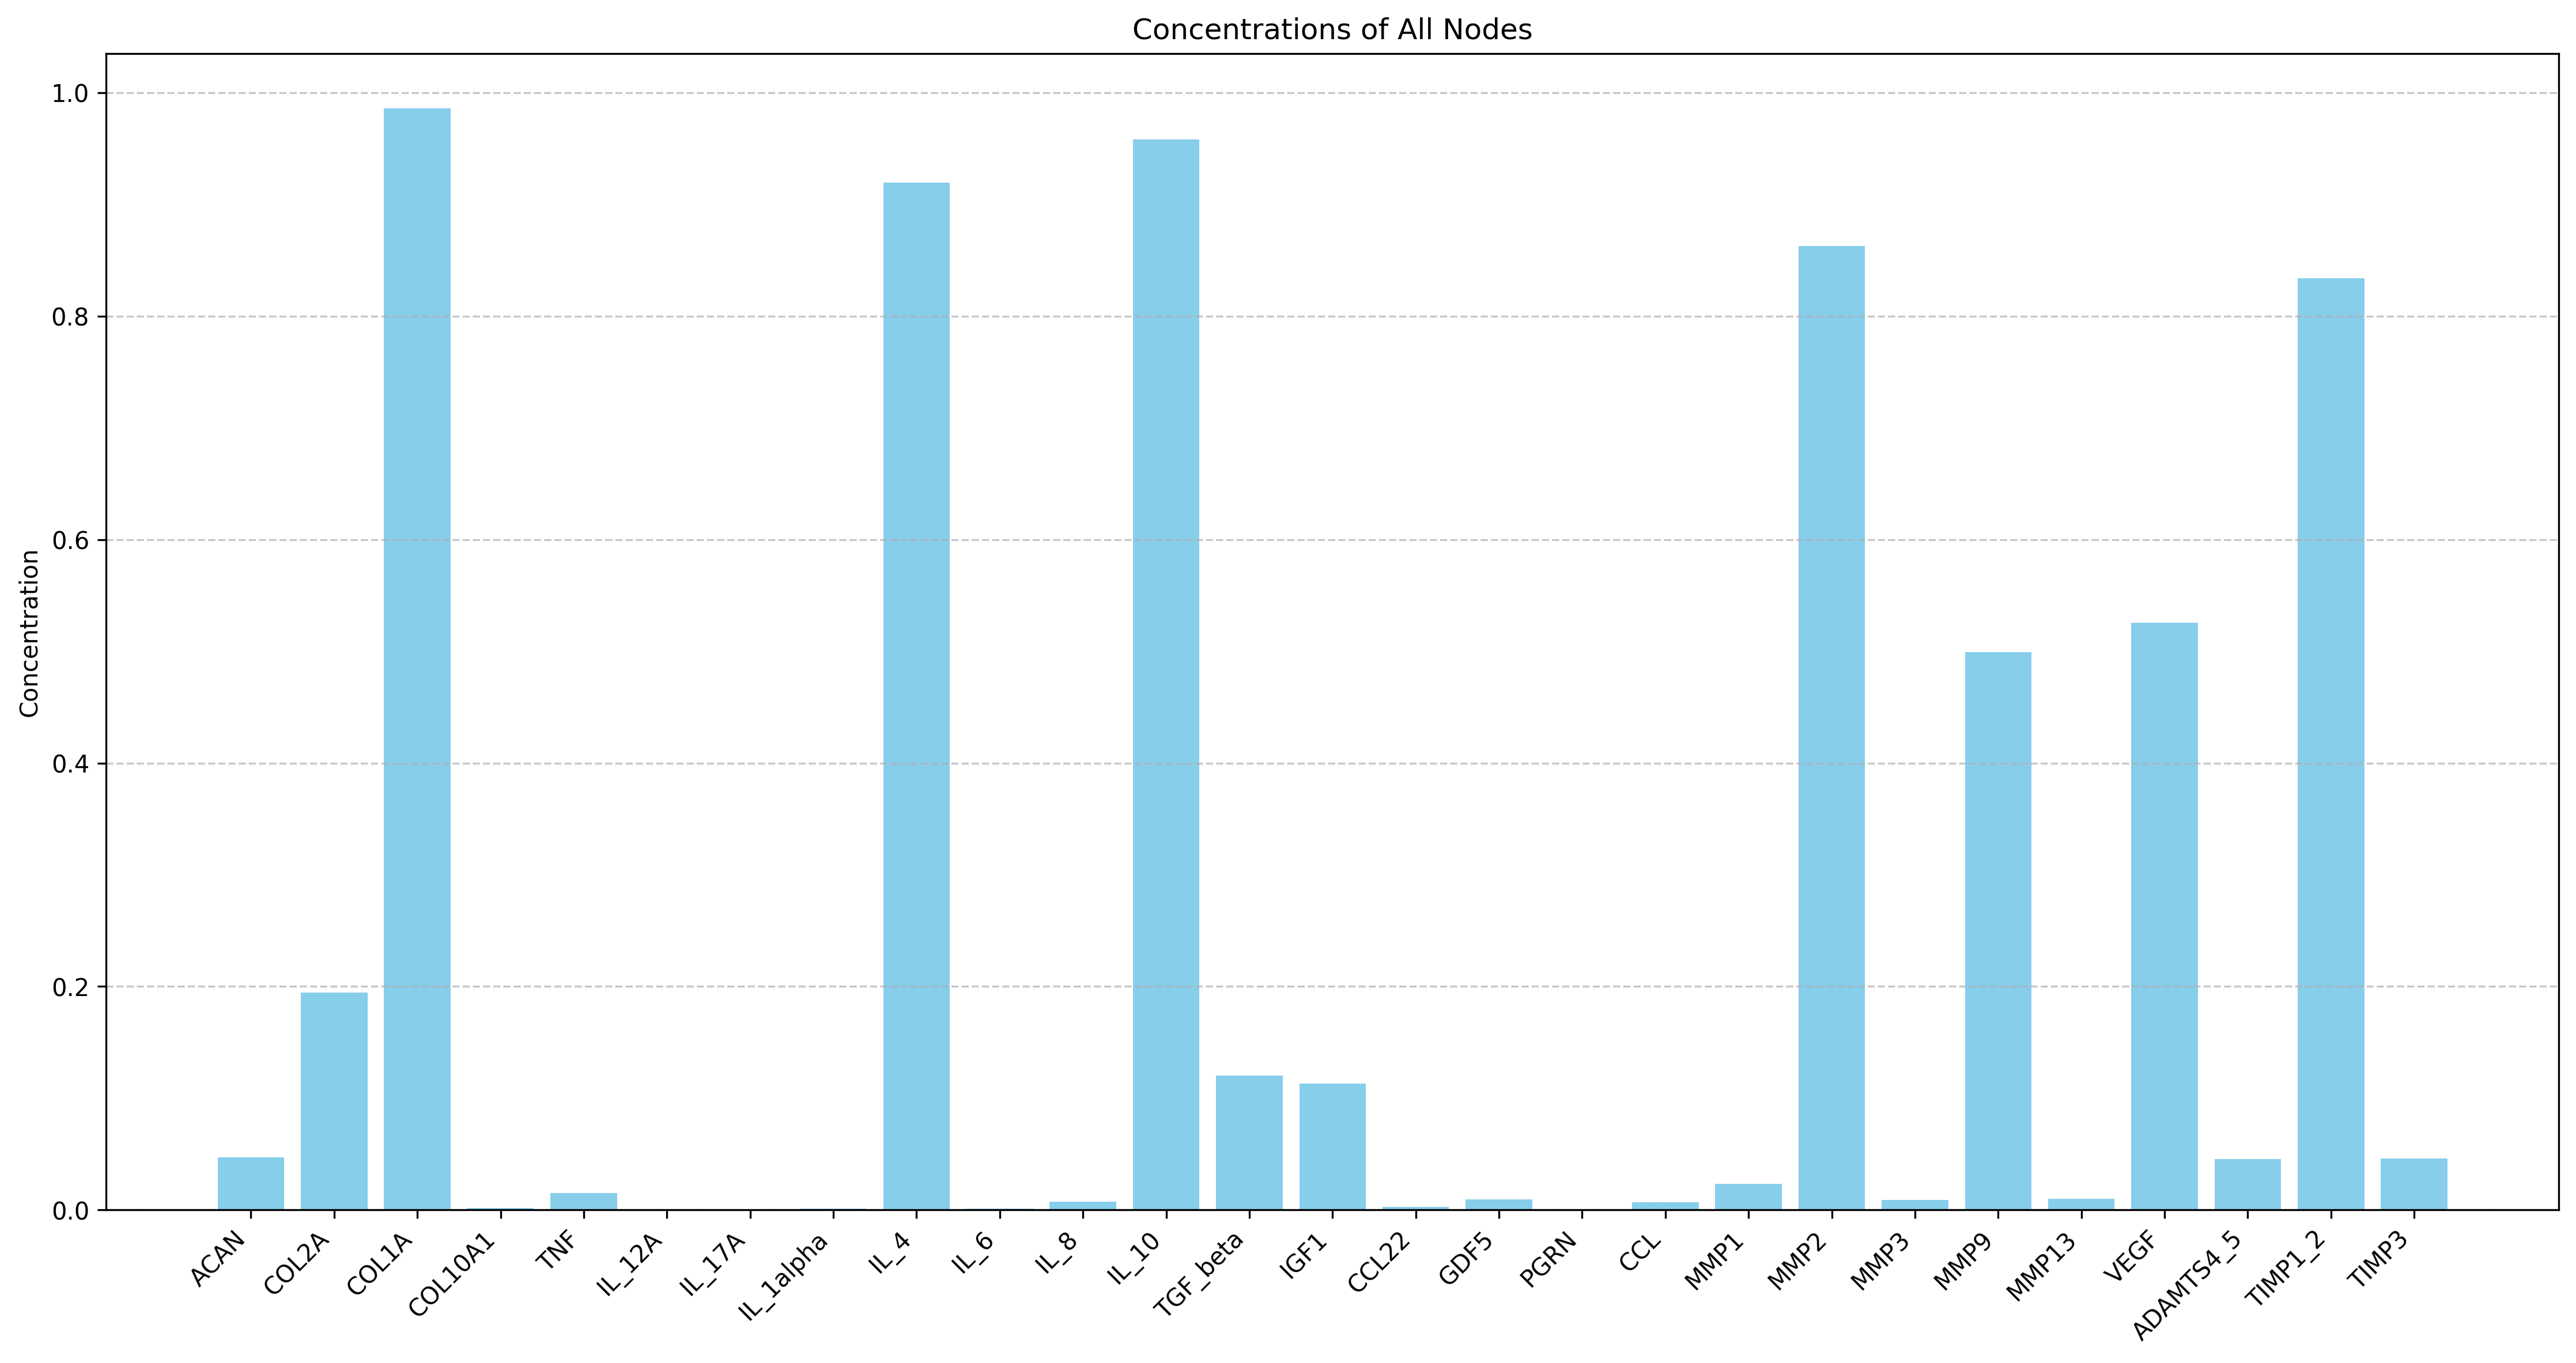 Concentrations of All Nodes
Concentration
1.0
0.8
0.6
0.4
0.2
0.0
ACAN
COL2A
COL1A
COL10A1
TNF
IL_12A
IL_17A
IL_1alpha
IL_4
IL_6
IL_8
IL_10
TGF_beta
IGF1
CCL22
GDF5
PGRN
CCL
MMP1
MMP2
MMP3
MMP9
MMP13
VEGF
ADAMTS4_5
TIMP1_2
TIMP3